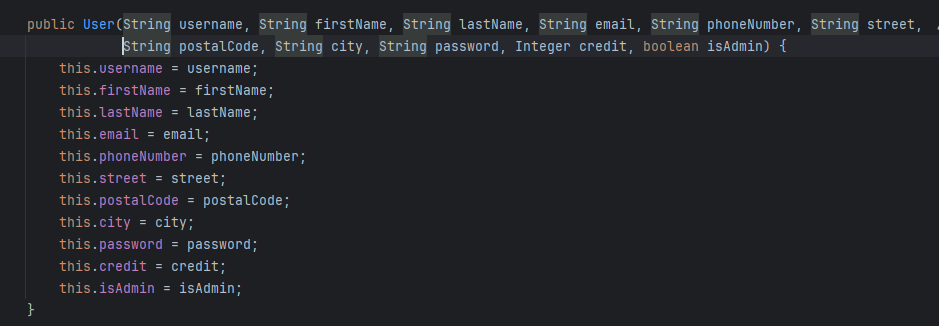 public User(String username, String firstName, String lastName, String email, String phoneNumber, String street,
String postalCode, String city, String password, Integer credit, boolean isAdmin) {
this.username = username;
this.firstName = firstName;
this.lastName = lastName;
this.email = email;
this.phoneNumber = phoneNumber;
this.street = street;
this.postalCode = postalCode;
this.city = city;
this.password = password;
this.credit = credit;
this.isAdmin = isAdmin;
}